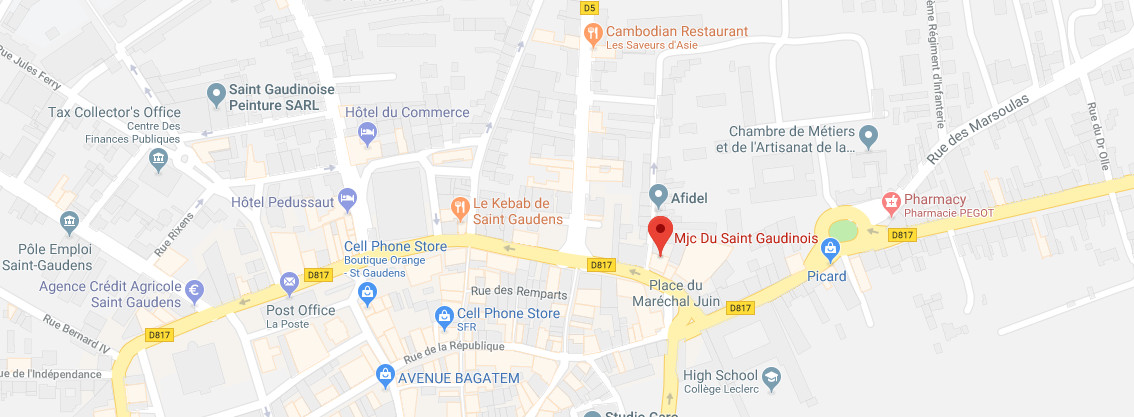 D5
Cambodian Restaurant
Les Saveurs d'Asie
ème Régiment d'Infanterie
Rue Jules Ferry
Saint Gaudinoise
Peinture SARL
Rue des Marsoulas
Rue du Dr Olle
Tax Collector's Office
Centre Des
Finances Publiques
Hôtel du Commerce
Chambre de Métiers
et de l'Artisanat de la...
Hôtel Pedussaut
Le Kebab de
Saint Gaudens
Afidel
Pharmacy
Pharmacie PEGOT
Rue Rixens
Pôle Emploi
Saint-Gaudens
Cell Phone Store
Boutique Orange
- St Gaudens
Mjc Du Saint Gaudinois
D817
D817
D817
Picard
Agence Crédit Agricole
Saint Gaudens
Post Office
La Poste
Rue des Remparts
Place du
Maréchal Juin
D817
Cell Phone Store
SFR
Rue Bernard IV
D817
Rue de la République
ue de l'Indépendance
AVENUE BAGATEM
High School
Collège Leclerc